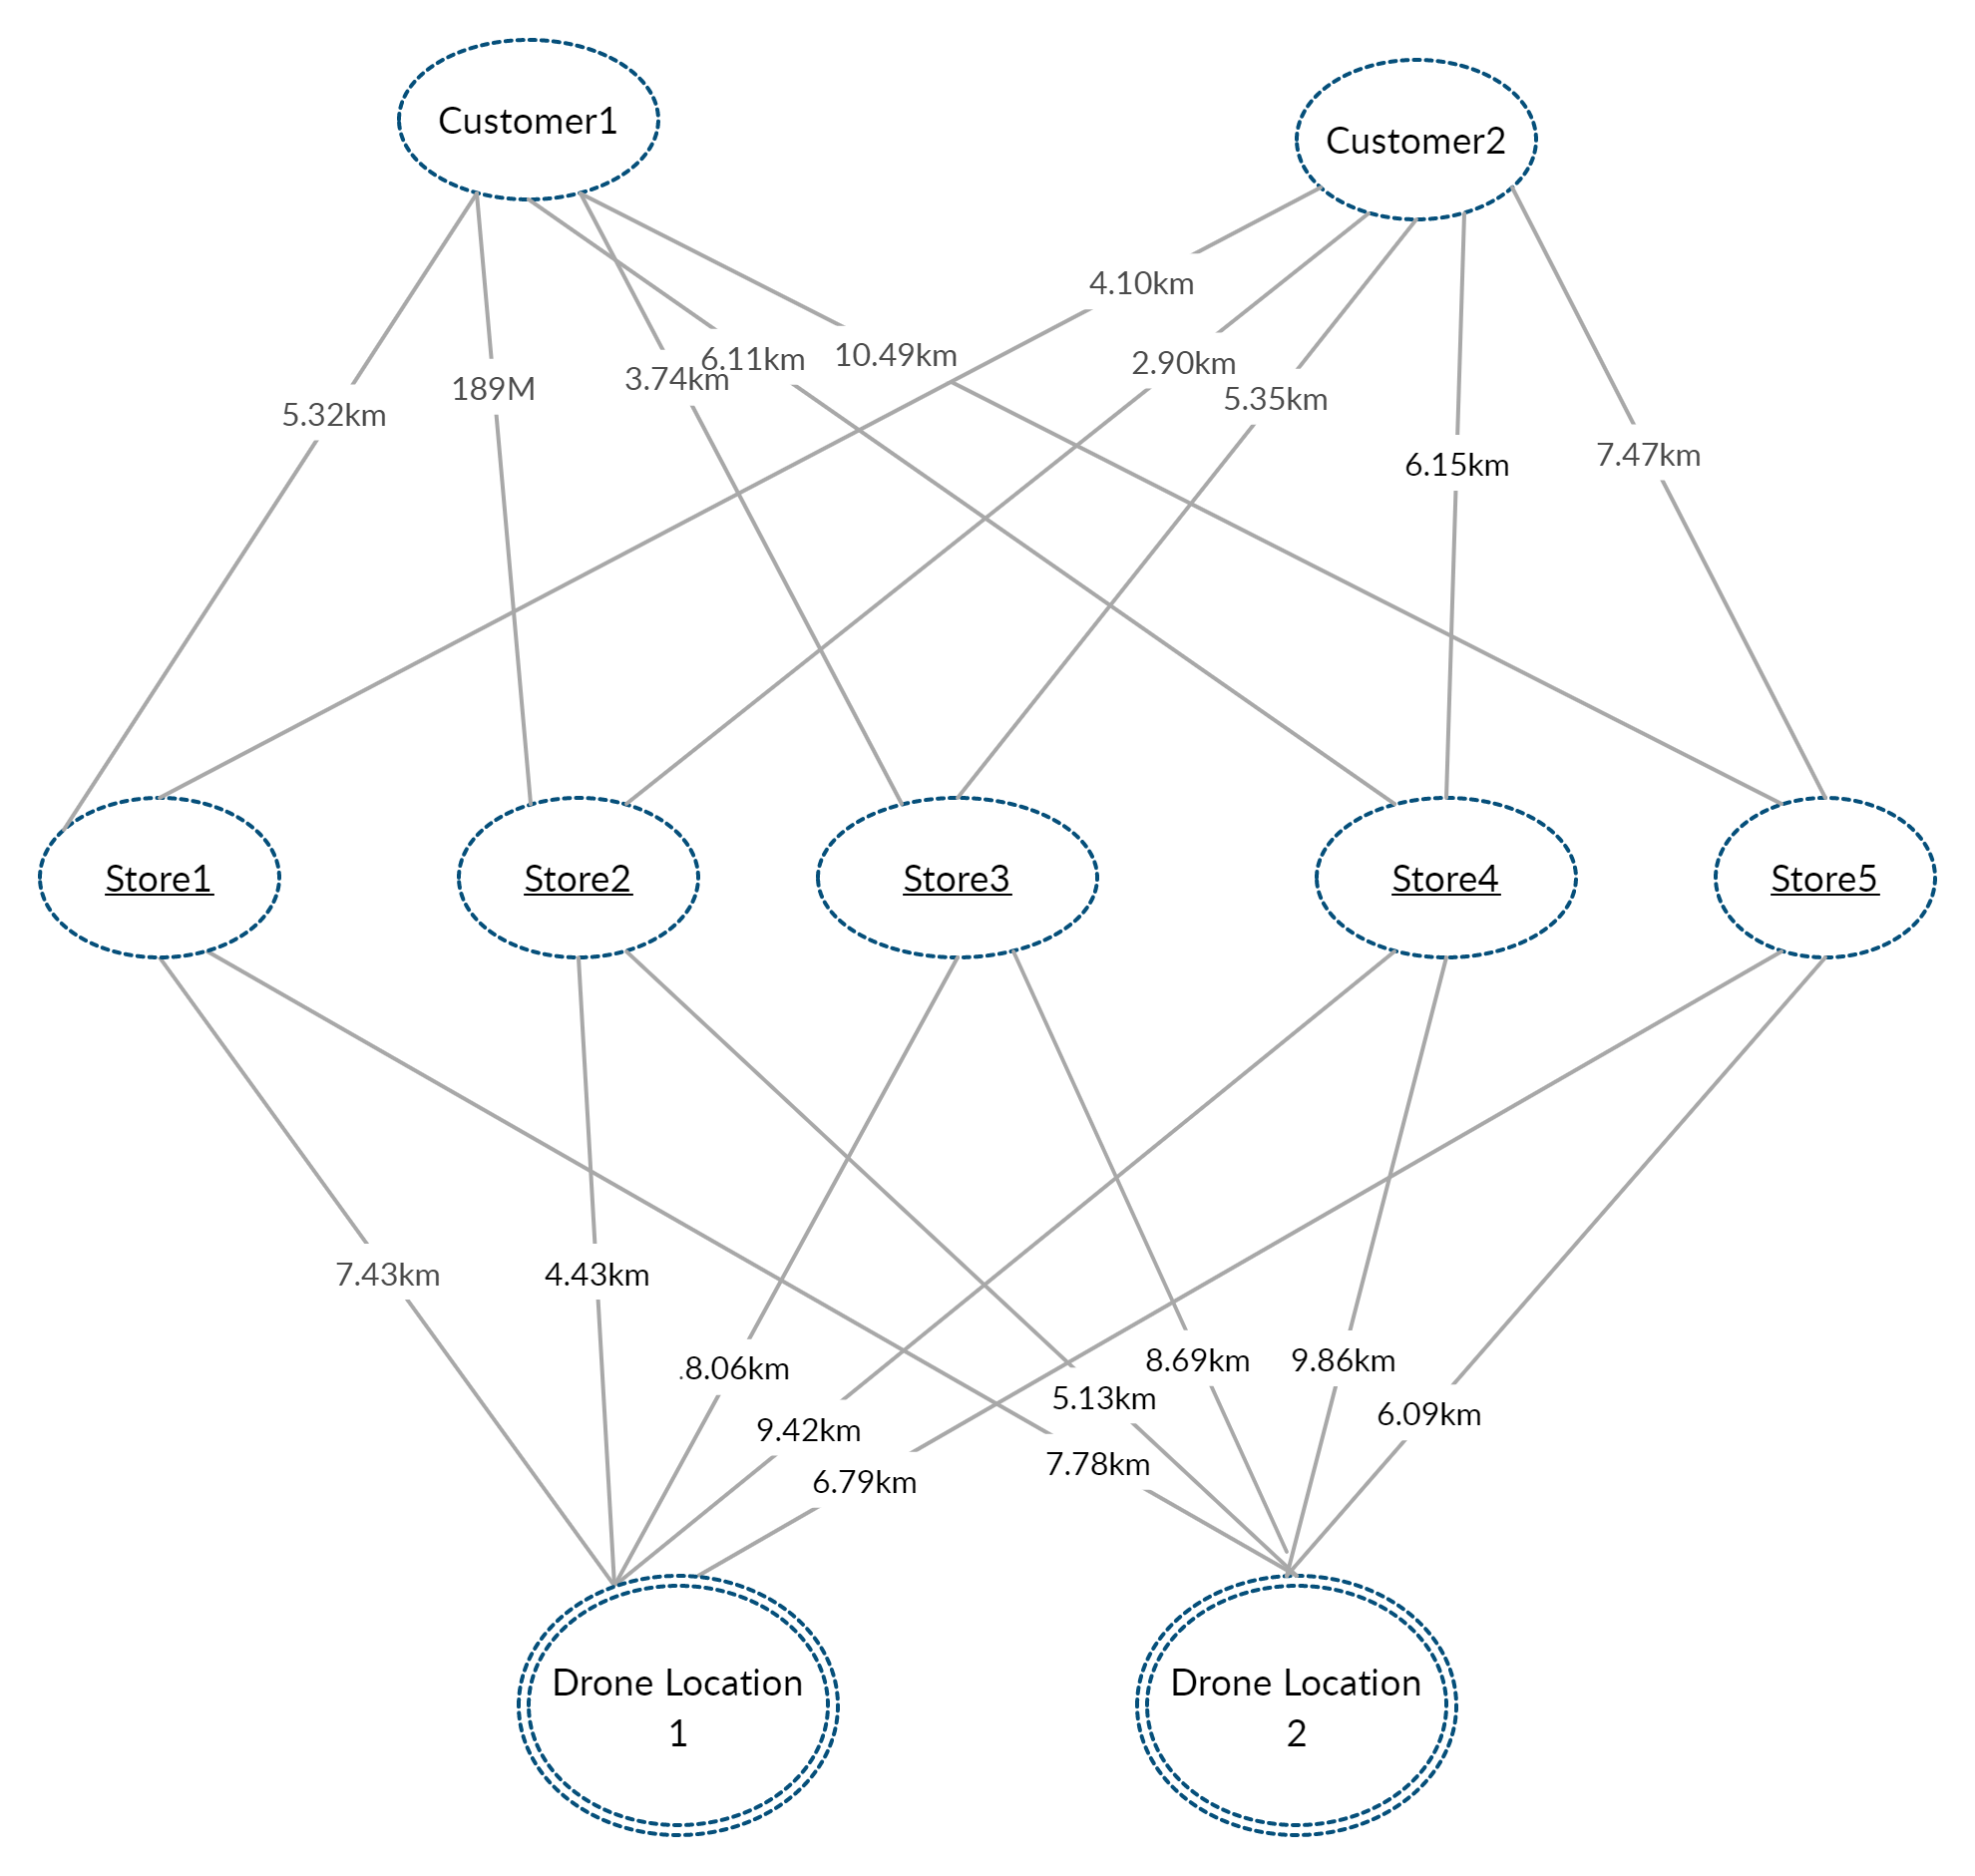 Customer1
Customer2
4.10km
6.11km
10.49km
2.90km
3.74km
189M
5.35km
5.32km
7.47km
6.15km
Store1
Store2
Store3
Store4
Store5
7.43km
4.43km
.8.06km
8.69km
9.86km
5.13km
6.09km
9.42km
7.78km
6.79km
Drone Location
1
Drone Location
2